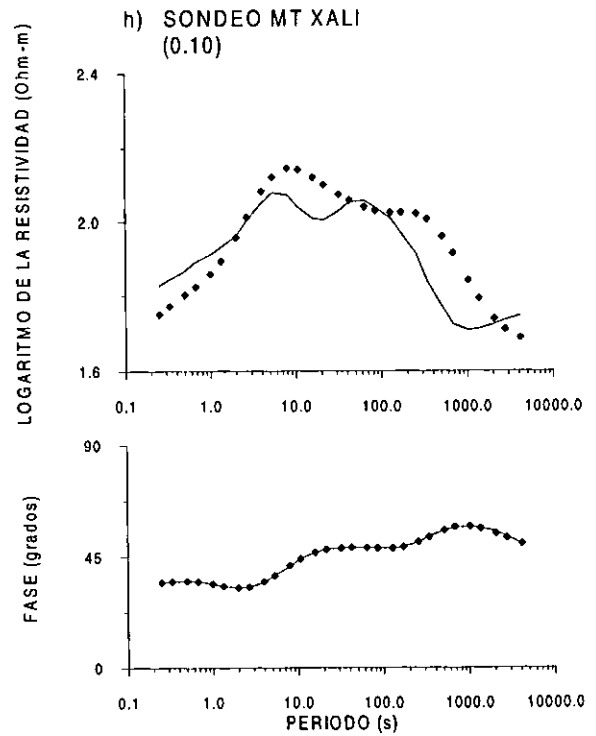 h) SONDEO MT XALI
(0.10)
LOGARITMO DE LA RESISTIVIDAD (Ohm-m)
2.4
2.0
1.6
0.1 1.0 10.0 100.0 1000.0 10000.0
FASE (grados)
90
45
0
0.1 1.0 10.0 100.0 1000.0 10000.0
PERIODO (s)